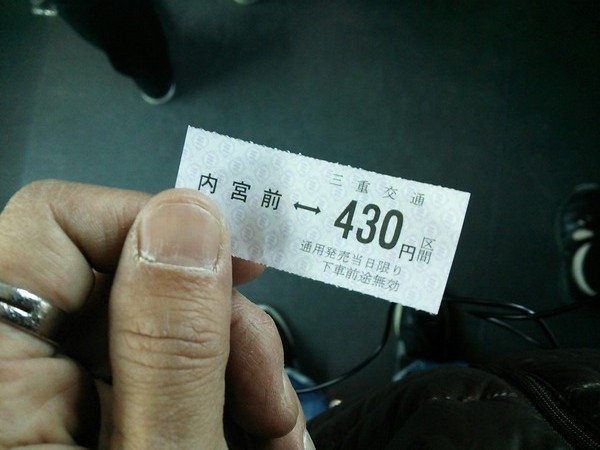 三重交通
内宮前↔430円区間
通用発売当日限り
下車前途無効